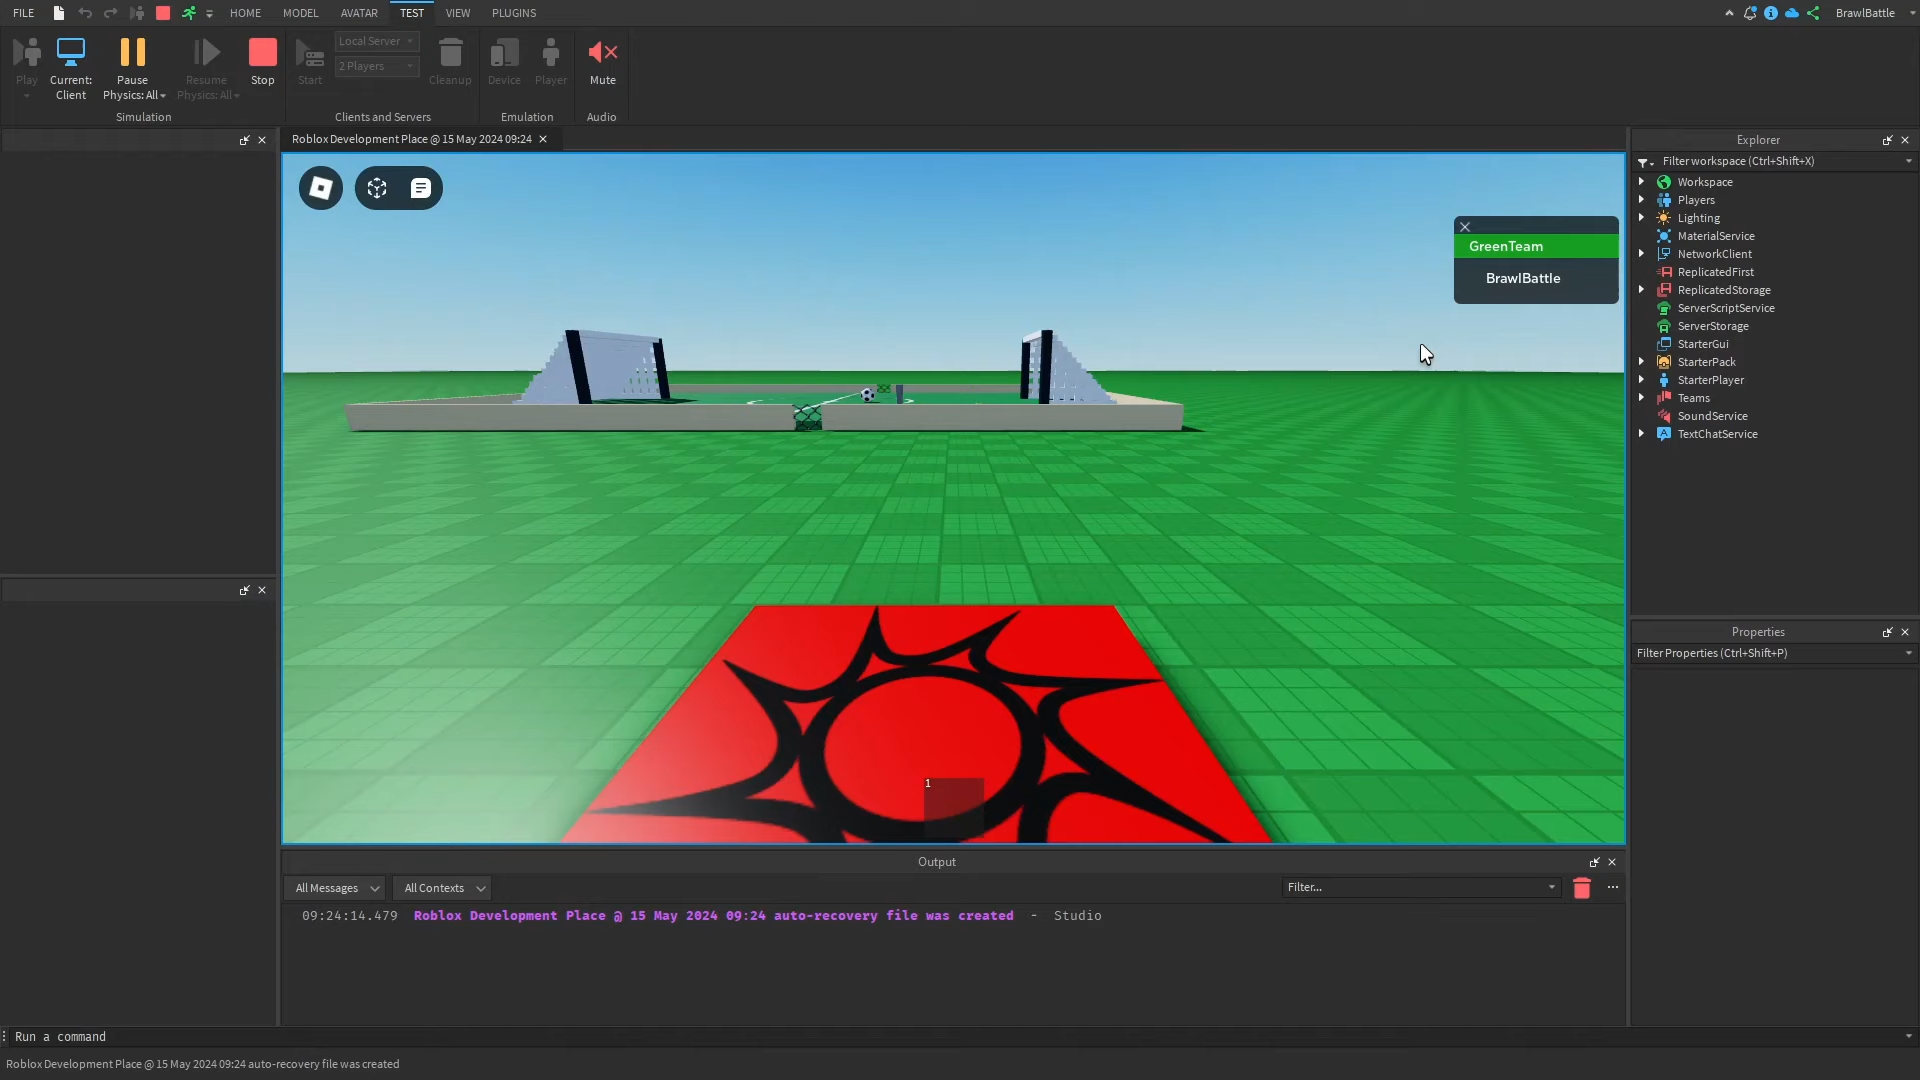 FILE HOME MODEL AVATAR TEST VIEW PLUGINS BrawlBattle
Play
Current:
Client
Pause
Physics: All
Resume
Physics: All
Stop
Start
Local Server
2 Players
Cleanup
Device
Player
Mute
Simulation
Clients and Servers
Emulation
Audio
Roblox Development Place @ 15 May 2024 09:24
GreenTeam
BrawlBattle
1
Explorer
Filter workspace (Ctrl+Shift+X)
Workspace
Players
Lighting
MaterialService
NetworkClient
ReplicatedFirst
ReplicatedStorage
ServerScriptService
ServerStorage
StarterGui
StarterPack
StarterPlayer
Teams
SoundService
TextChatService
Properties
Filter Properties (Ctrl+Shift+P)
Output
All Messages
All Contexts
Filter...
09:24:14.479 Roblox Development Place @ 15 May 2024 09:24 auto-recovery file was created - Studio
Run a command
Roblox Development Place @ 15 May 2024 09:24 auto-recovery file was created